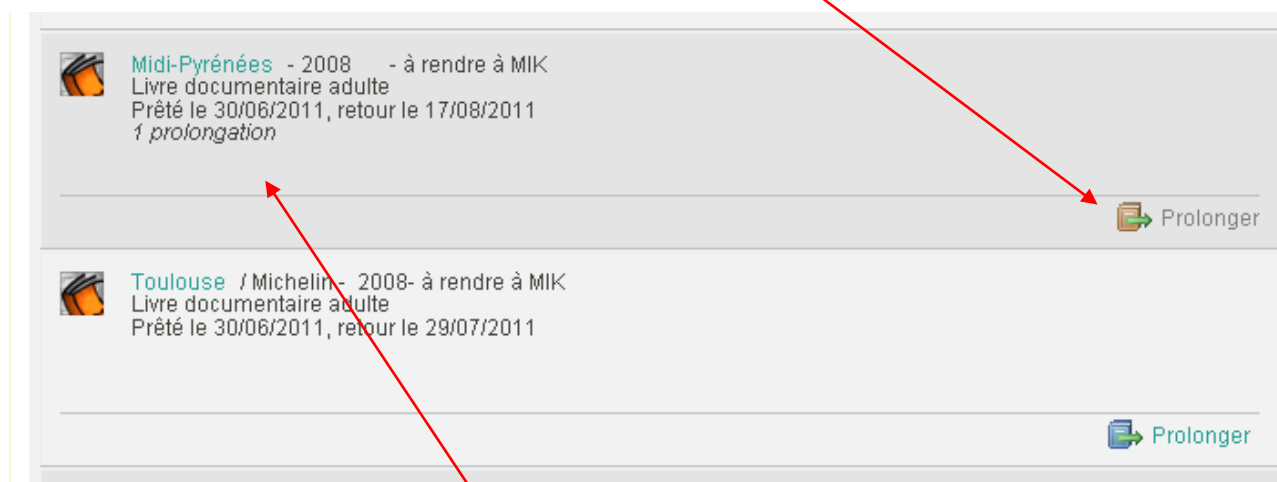 Midi-Pyrénées - 2008 - à rendre à MIK
Livre documentaire adulte
Prêté le 30/06/2011, retour le 17/08/2011
1 prolongation
Prolonger
Toulouse / Michelin - 2008- à rendre à MIK
Livre documentaire adulte
Prêté le 30/06/2011, retour le 29/07/2011
Prolonger